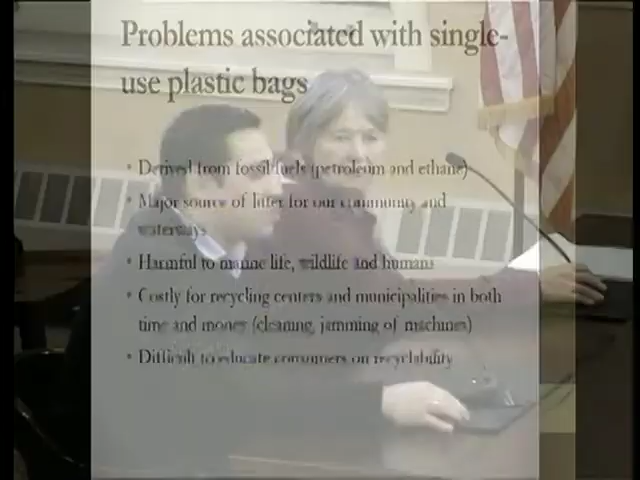 Problems associated with single-
use plastic bags
• Derived from fossil fuels (petroleum and ethane)
• Major source of litter for our community and
waterways
• Harmful to marine life, wildlife and humans
• Costly for recycling centers and municipalities in both
time and money (cleaning, jamming of machines)
• Difficult to educate consumers on recyclability